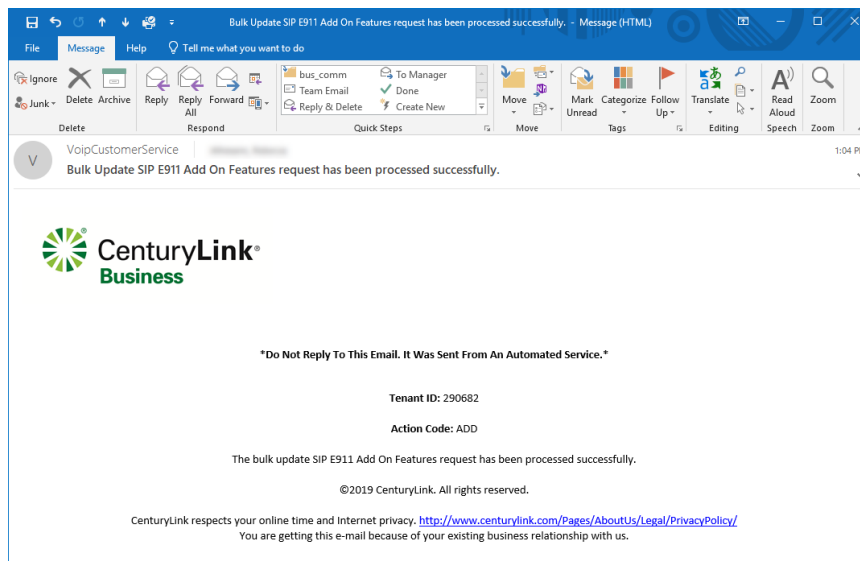 Bulk Update SIP E911 Add On Features request has been processed successfully. - Message (HTML)
File Message Help Tell me what you want to do
Ignore
Junk
Delete
Archive
Reply
Reply All
Forward
bus_comm
Team Email
Reply & Delete
To Manager
Done
Create New
Move
Mark Unread
Categorize
Follow Up
Translate
Read Aloud
Zoom
Delete Respond Quick Steps Move Tags Editing Speech Zoom
V
VoipCustomerService
1:04
Bulk Update SIP E911 Add On Features request has been processed successfully.
CenturyLink®
Business
*Do Not Reply To This Email. It Was Sent From An Automated Service.*
Tenant ID: 290682
Action Code: ADD
The bulk update SIP E911 Add On Features request has been processed successfully.
©2019 CenturyLink. All rights reserved.
CenturyLink respects your online time and Internet privacy. http://www.centurylink.com/Pages/AboutUs/Legal/PrivacyPolicy/
You are getting this e-mail because of your existing business relationship with us.